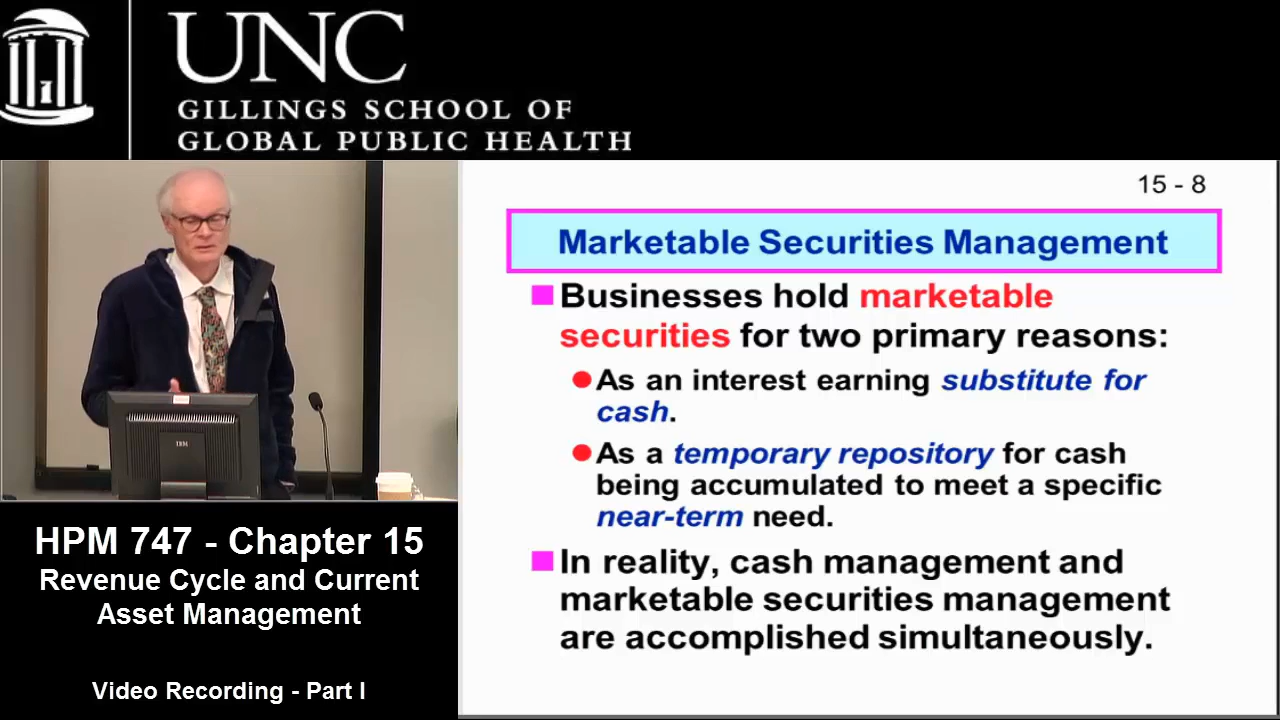 UNC
GILLINGS SCHOOL OF
GLOBAL PUBLIC HEALTH
15 - 8
Marketable Securities Management
Businesses hold marketable
securities for two primary reasons:
As an interest earning substitute for
cash.
As a temporary repository for cash
being accumulated to meet a specific
near-term need.
In reality, cash management and
marketable securities management
are accomplished simultaneously.
IBM
HPM 747 - Chapter 15
Revenue Cycle and Current
Asset Management
Video Recording - Part I